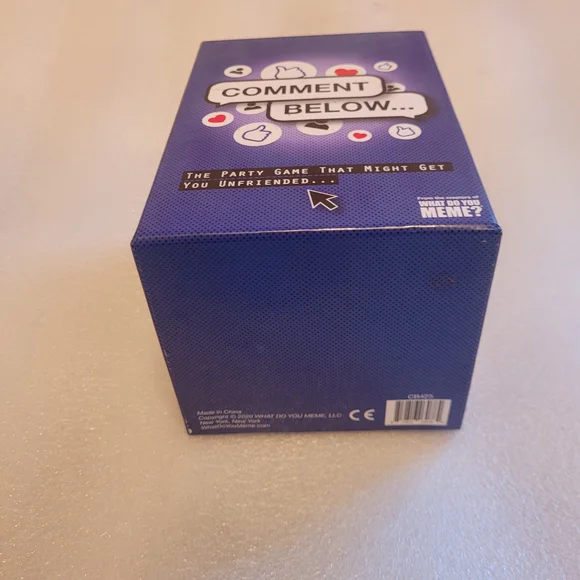 COMMENT
BELOW...
THE PARTY GAME THAT MIGHT GET
YOU UNFRIENDED...
From the creators of
WHAT DO YOU
MEME?
CB425
Made in China
Copyright © 2020 WHAT DO YOU MEME, LLC
New York, New York
WhatDoYouMeme.com
CE